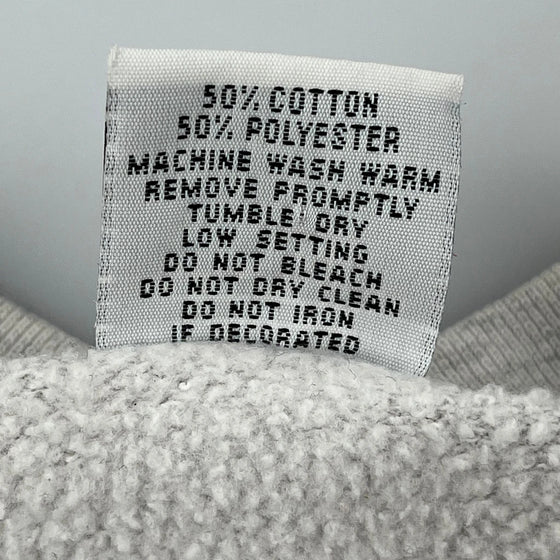 50% COTTON
50% POLYESTER
MACHINE WASH WARM
REMOVE PROMPTLY
TUMBLE DRY
LOW SETTING
DO NOT BLEACH
DO NOT DRY CLEAN
DO NOT IRON
IF DECORATED